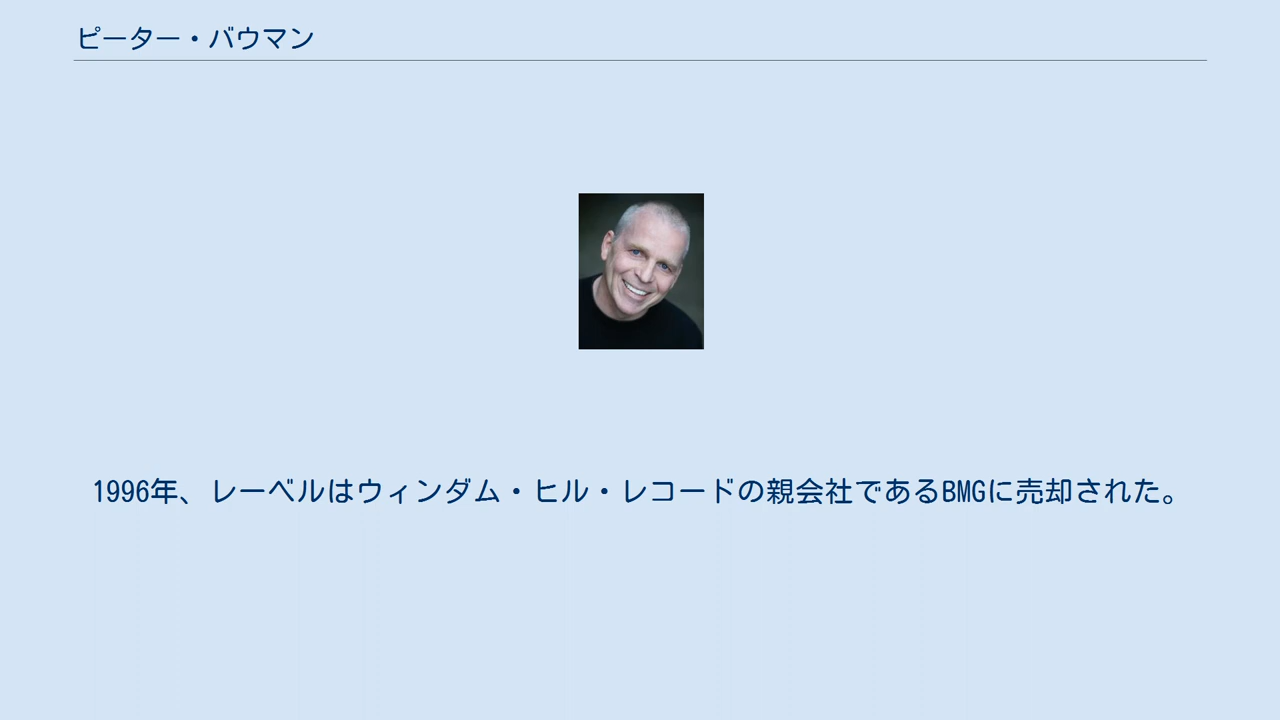 ピーター・バウマン
1996年、レーベルはウィンダム・ヒル・レコードの親会社であるBMGに売却された。